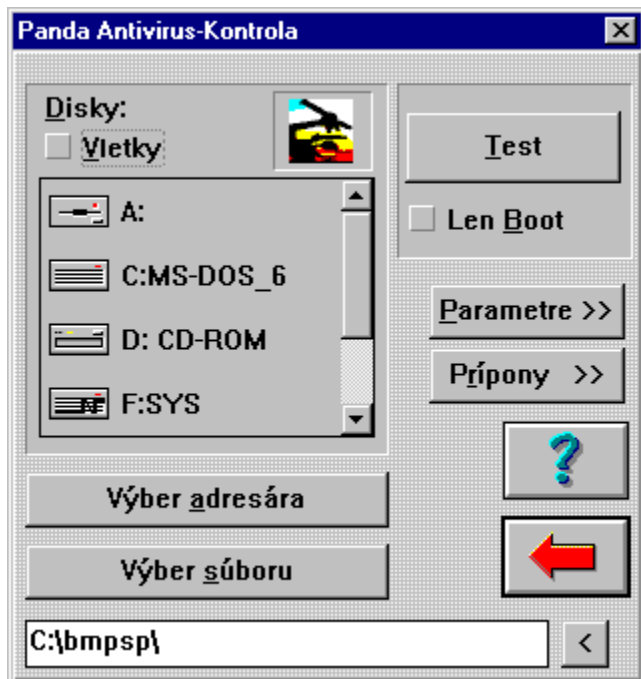 Panda Antivirus-Kontrola
Disky:
Vletky
A:
C:MS-DOS_6
D: CD-ROM
F:SYS
Test
Len Boot
Parametre >>
Prípony >>
Výber adresára
Výber súboru
C:\bmpsp\
<